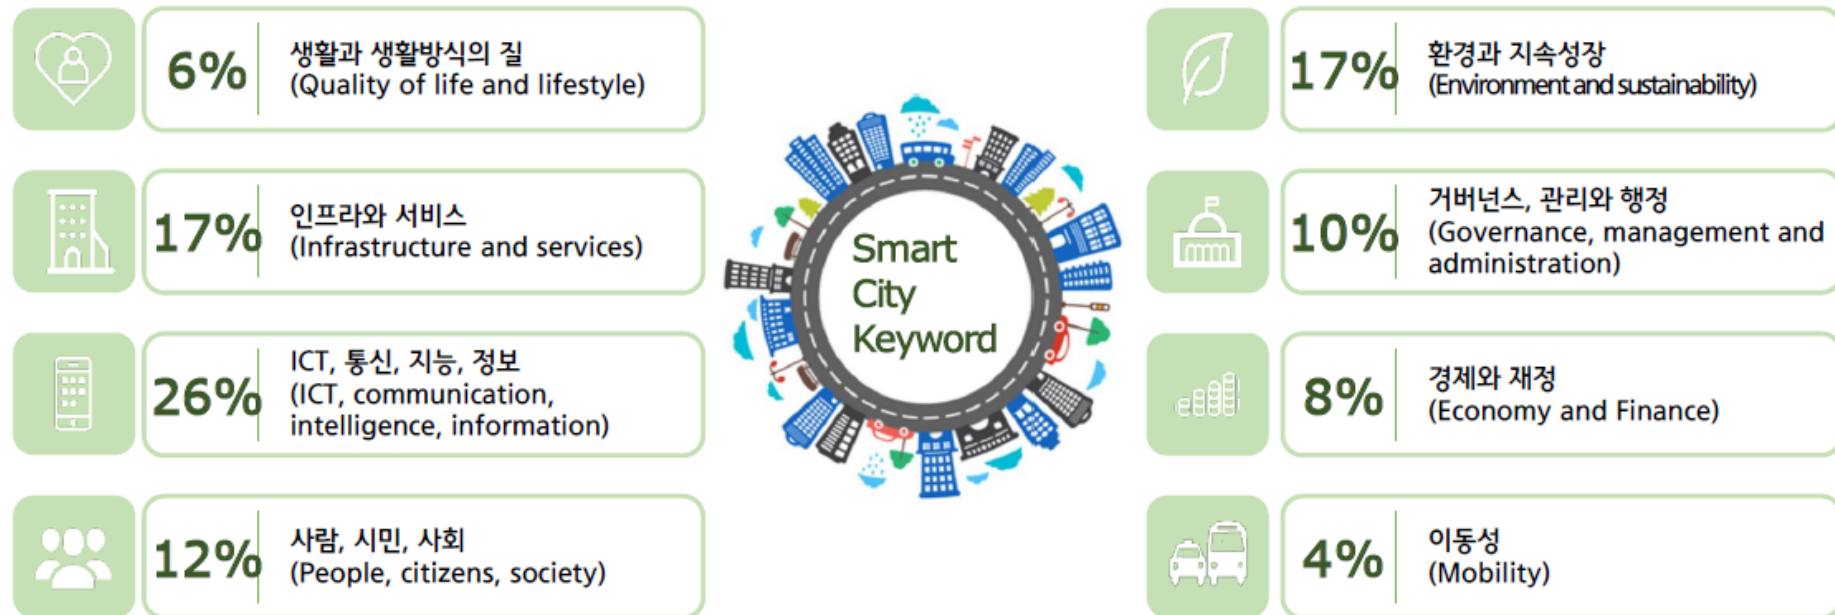 6%
생활과 생활방식의 질
(Quality of life and lifestyle)
17%
인프라와 서비스
(Infrastructure and services)
26%
ICT, 통신, 지능, 정보
(ICT, communication,
intelligence, information)
12%
사람, 시민, 사회
(People, citizens, society)
Smart
City
Keyword
17%
환경과 지속성장
(Environment and sustainability)
10%
거버넌스, 관리와 행정
(Governance, management and
administration)
8%
경제와 재정
(Economy and Finance)
4%
이동성
(Mobility)